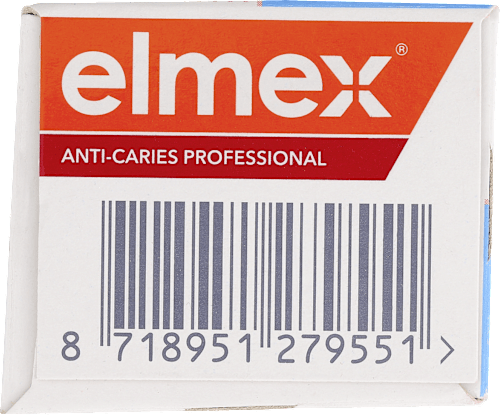 elmex®
ANTI-CARIES PROFESSIONAL
8 718951 279551 >